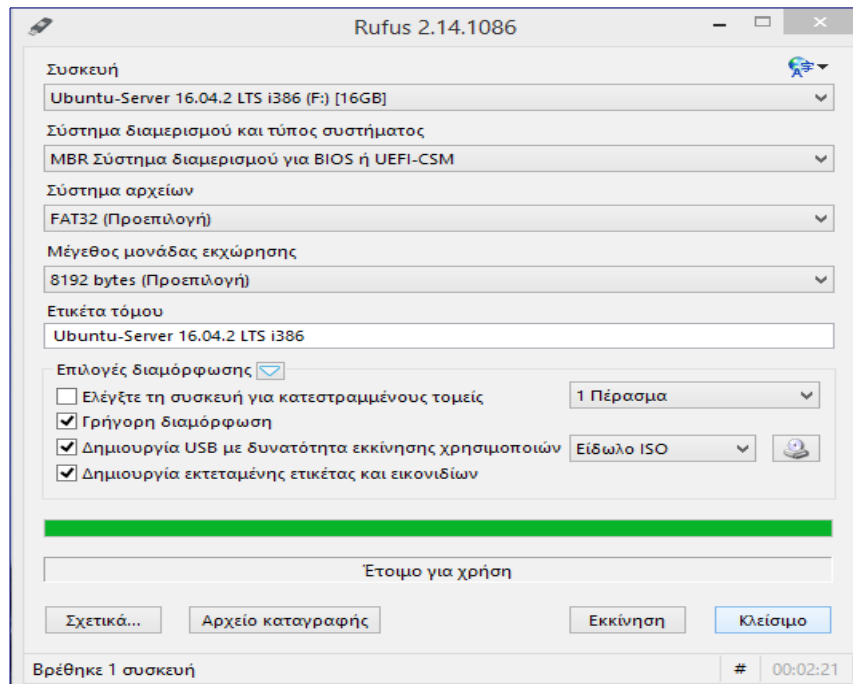 Rufus 2.14.1086
Συσκευή
Ubuntu-Server 16.04.2 LTS i386 (F:) [16GB]
Σύστημα διαμερισμού και τύπος συστήματος
MBR Σύστημα διαμερισμού για BIOS ή UEFI-CSM
Σύστημα αρχείων
FAT32 (Προεπιλογή)
Μέγεθος μονάδας εκχώρησης
8192 bytes (Προεπιλογή)
Ετικέτα τόμου
Ubuntu-Server 16.04.2 LTS i386
Επιλογές διαμόρφωσης
Ελέγξτε τη συσκευή για κατεστραμμένους τομείς 1 Πέρασμα
Γρήγορη διαμόρφωση
Δημιουργία USB με δυνατότητα εκκίνησης χρησιμοποιών Είδωλο ISO
Δημιουργία εκτεταμένης ετικέτας και εικονιδίων
Έτοιμο για χρήση
Σχετικά... Αρχείο καταγραφής Εκκίνηση Κλείσιμο
Βρέθηκε 1 συσκευή # 00:02:21